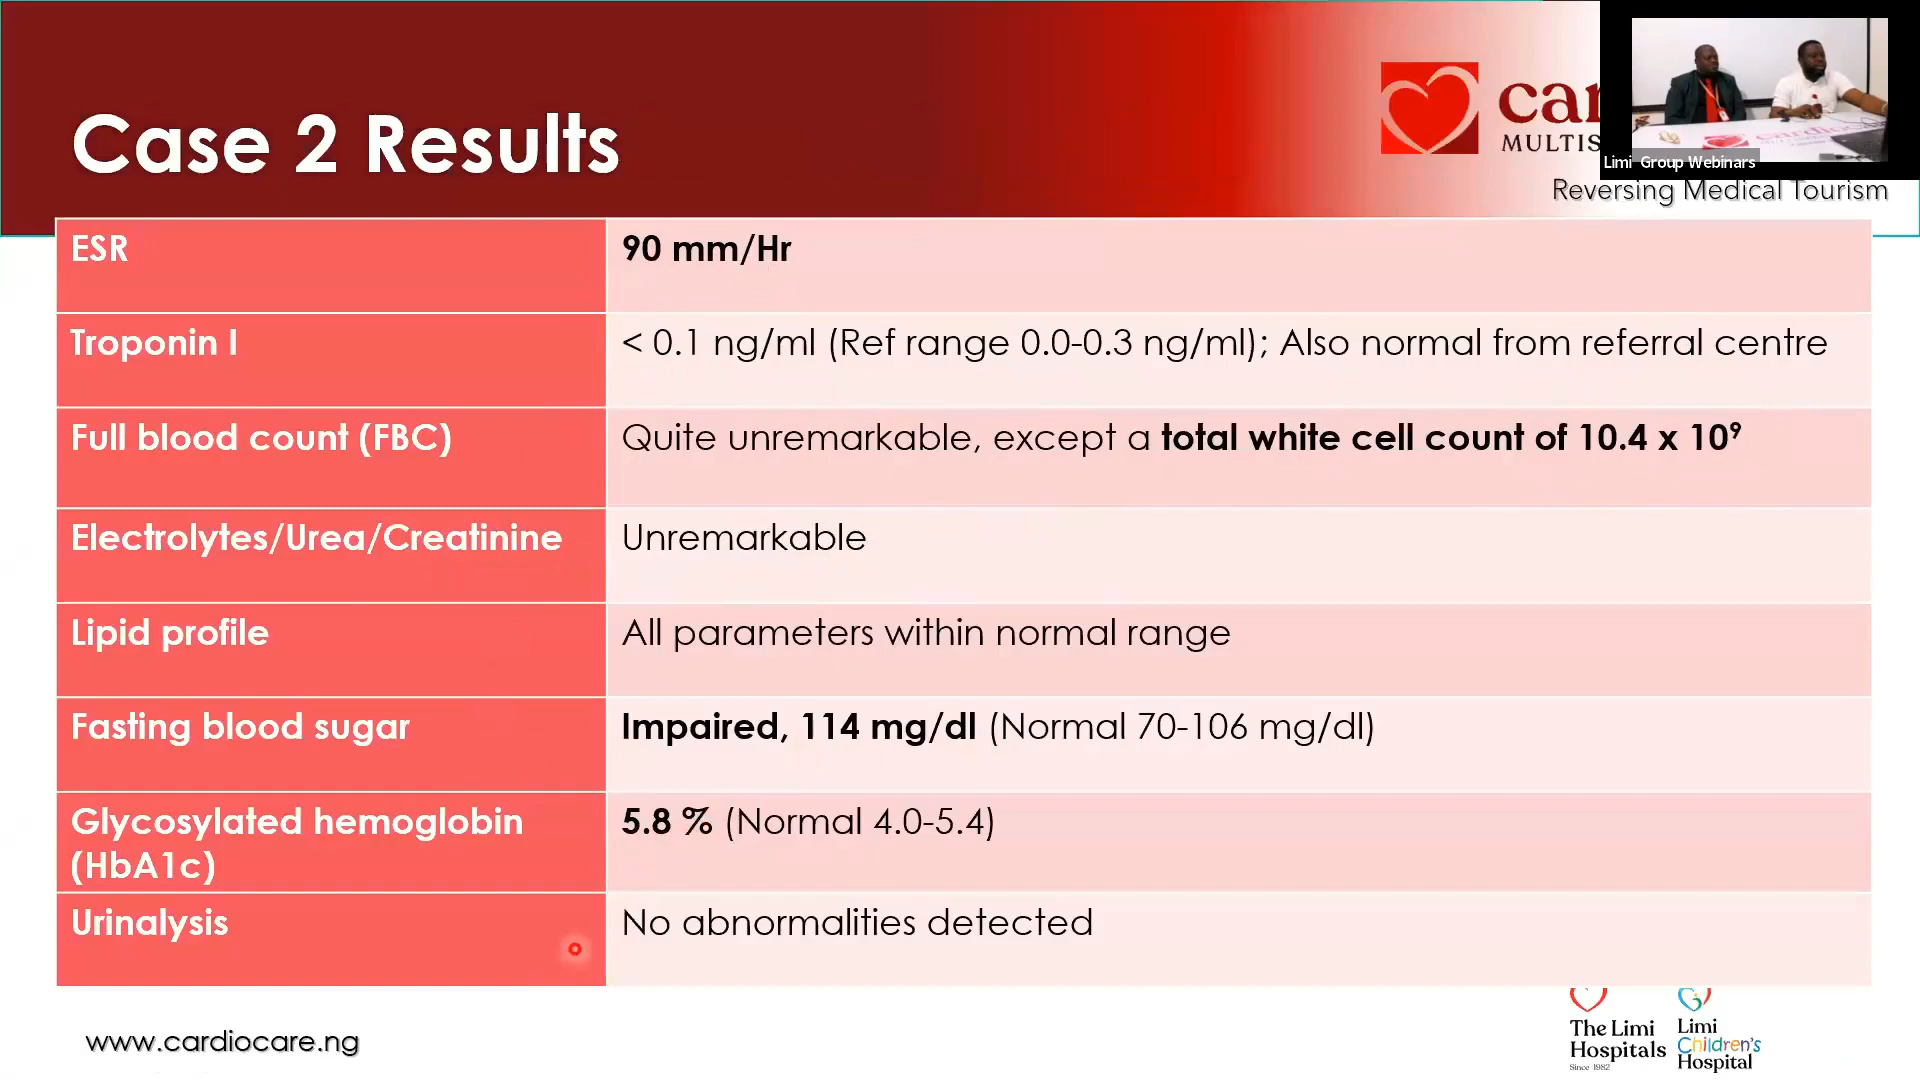 Case 2 Results
car
MULTIS
Limi Group Webinars
Reversing Medical Tourism
ESR
90 mm/Hr
Troponin I
< 0.1 ng/ml (Ref range 0.0-0.3 ng/ml); Also normal from referral centre
Full blood count (FBC)
Quite unremarkable, except a total white cell count of 10.4 x 10⁹
Electrolytes/Urea/Creatinine
Unremarkable
Lipid profile
All parameters within normal range
Fasting blood sugar
Impaired, 114 mg/dl (Normal 70-106 mg/dl)
Glycosylated hemoglobin
(HbA1c)
5.8 % (Normal 4.0-5.4)
Urinalysis
No abnormalities detected
www.cardiocare.ng
The Limi
Hospitals
Since 1982
Limi
Children's
Hospital